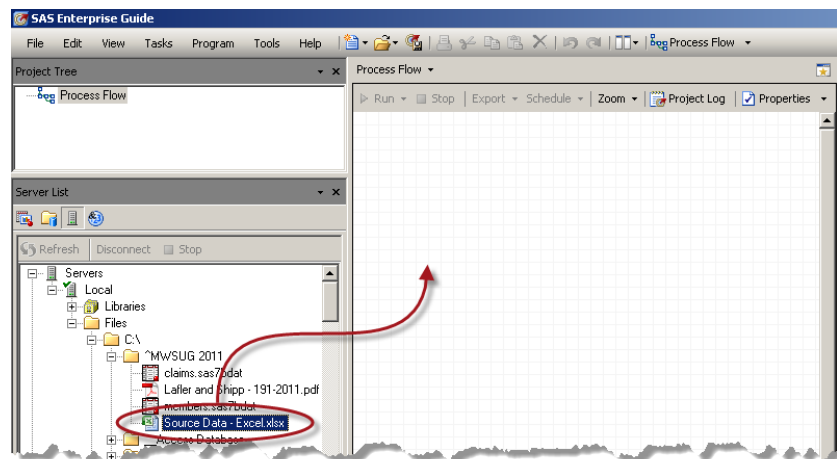 SAS Enterprise Guide
File Edit View Tasks Program Tools Help Process Flow
Project Tree
Process Flow
Process Flow
Run Stop Export Schedule Zoom Project Log Properties
Server List
Refresh Disconnect Stop
Servers
Local
Libraries
Files
C:\
^MWSUG 2011
claims.sas7bdat
Lafler and Shipp - 191-2011.pdf
members.sas7bdat
Source Data - Excel.xlsx
Access Database